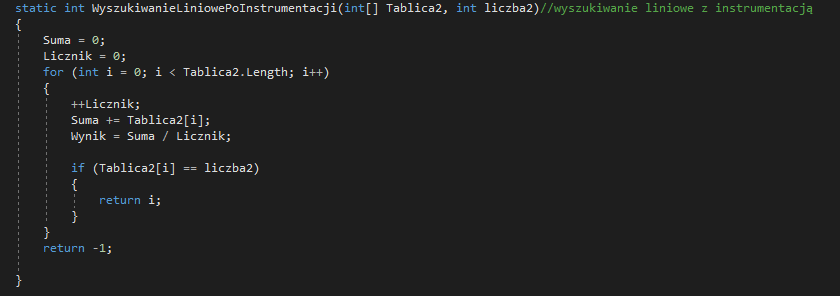 static int WyszukiwanieLiniowePoInstrumentacji(int[] Tablica2, int liczba2)//wyszukiwanie liniowe z instrumentacją
{
Suma = 0;
Licznik = 0;
for (int i = 0; i < Tablica2.Length; i++)
{
++Licznik;
Suma += Tablica2[i];
Wynik = Suma / Licznik;
if (Tablica2[i] == liczba2)
{
return i;
}
}
return -1;
}